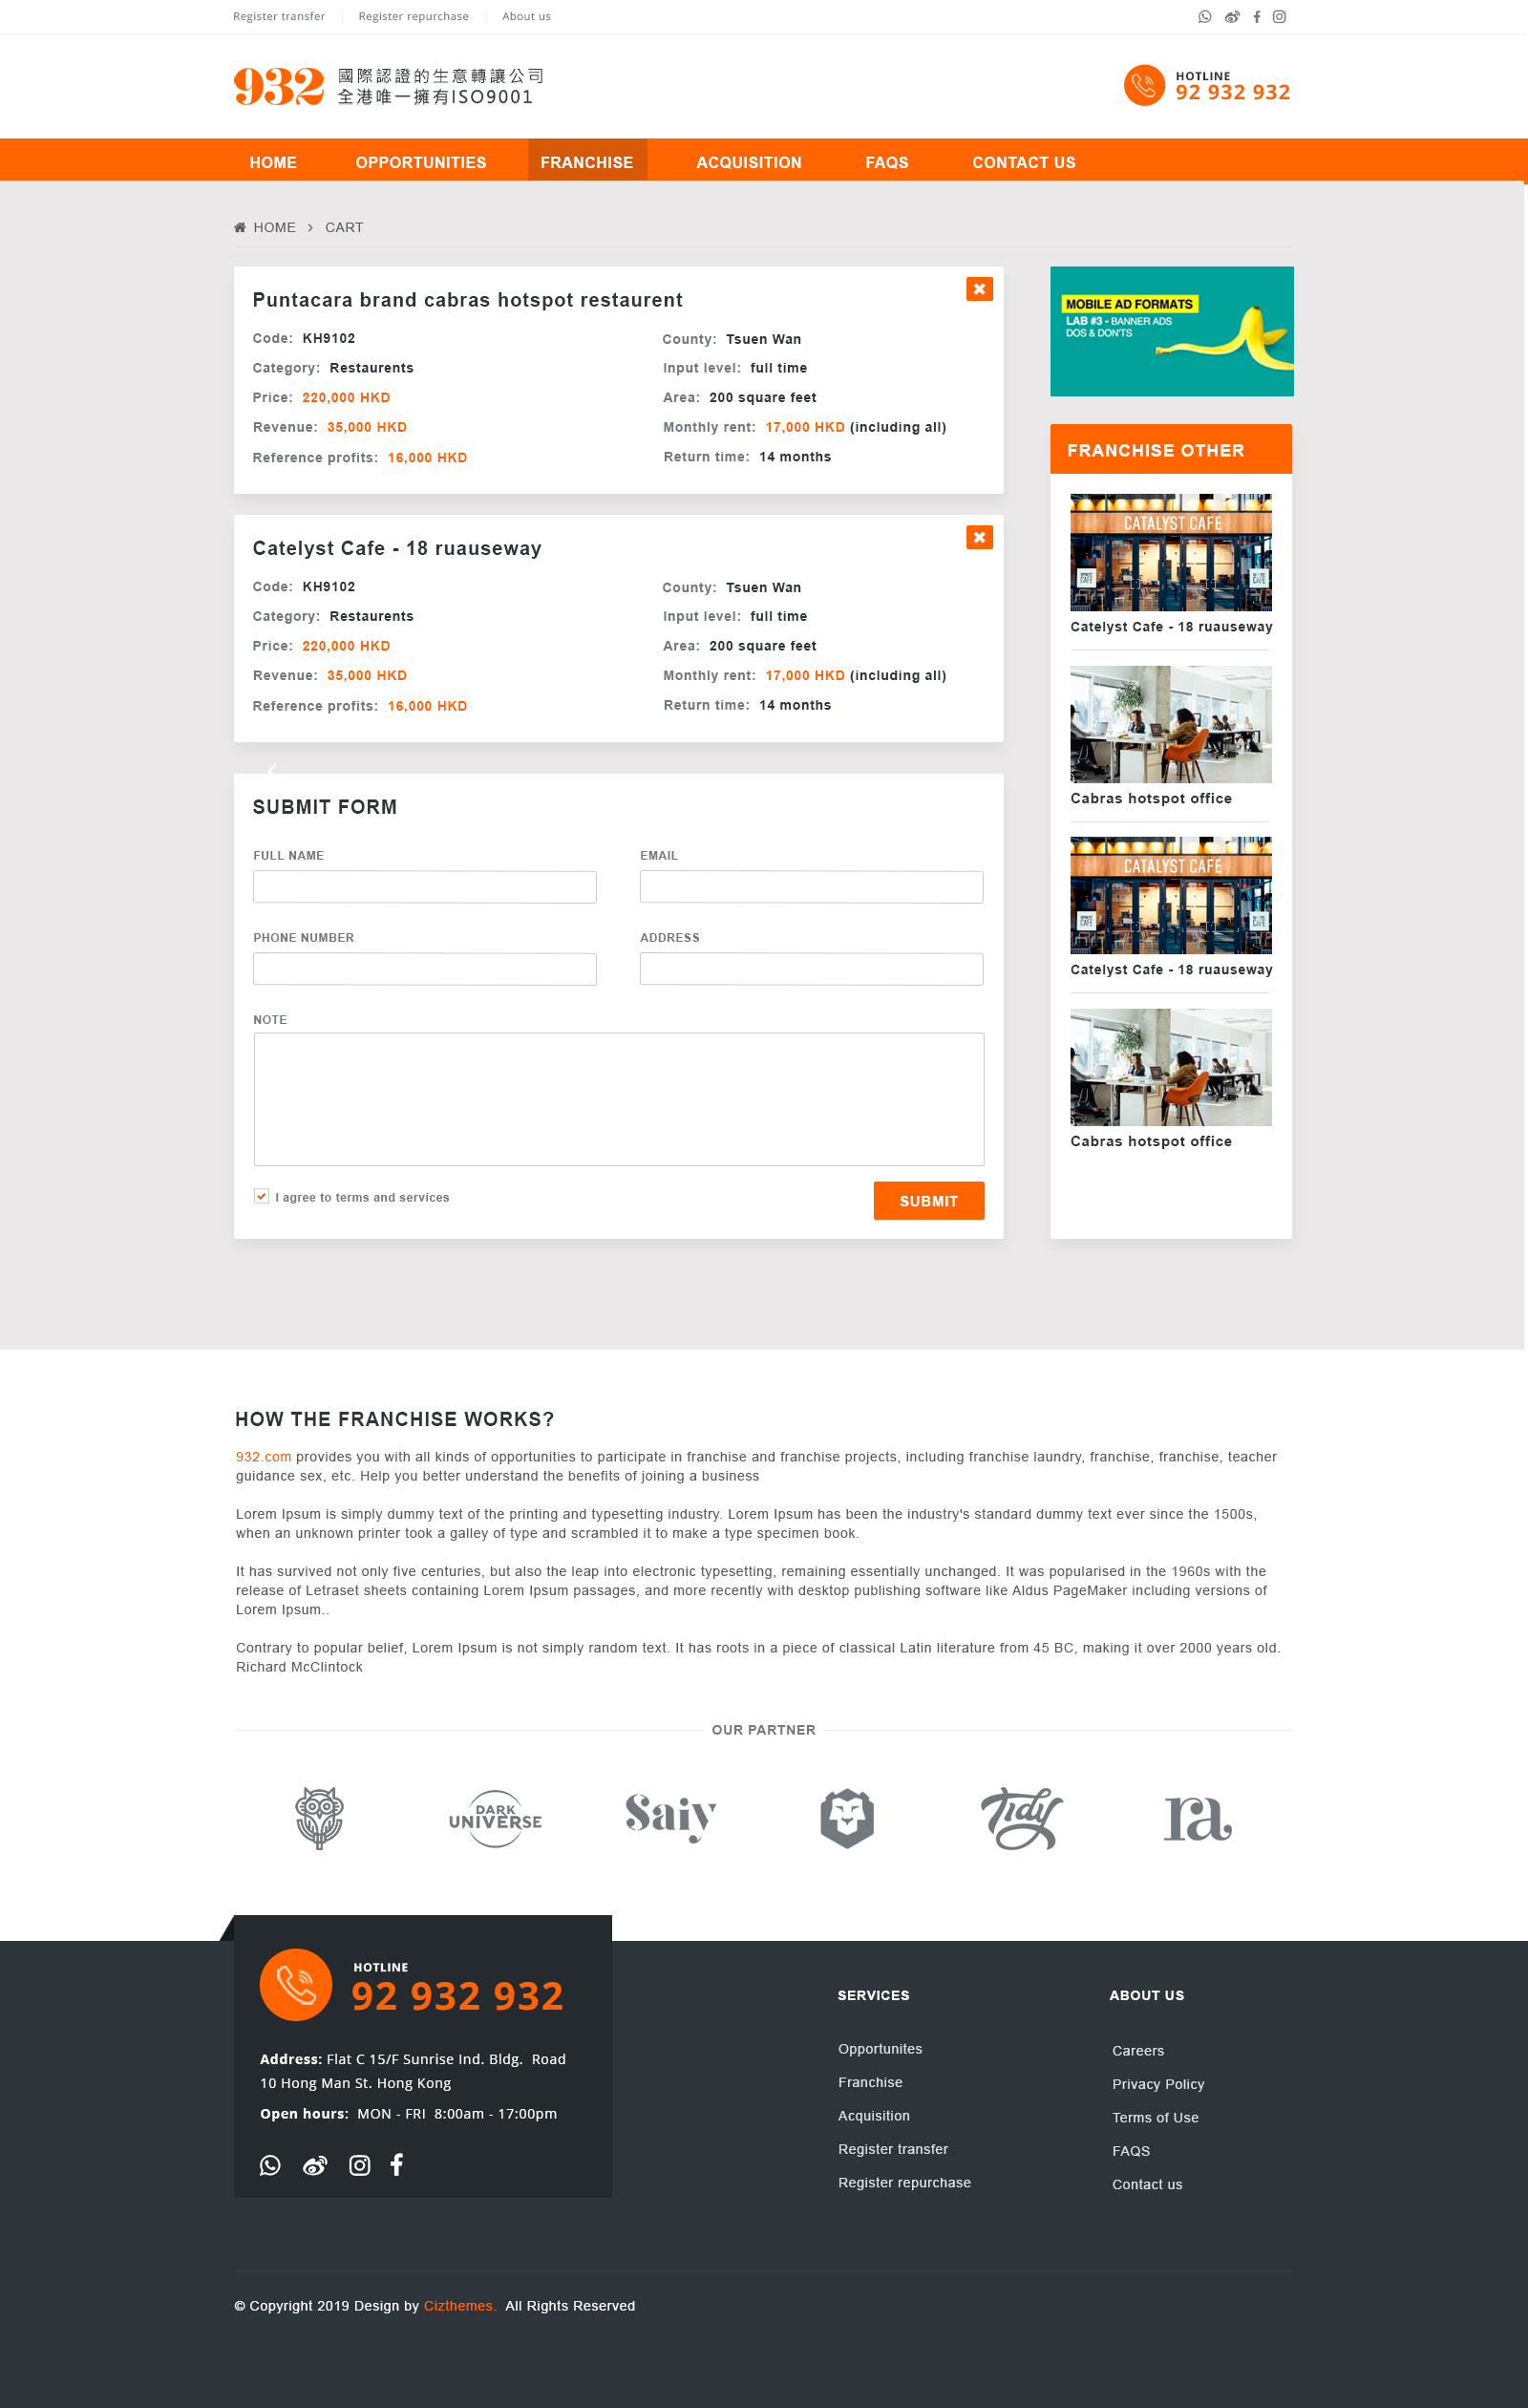 Register transfer
Register repurchase
About us
932
國際認證的生意轉讓公司
全港唯一擁有ISO9001
HOTLINE
92 932 932
HOME
OPPORTUNITIES
FRANCHISE
ACQUISITION
FAQS
CONTACT US
HOME > CART
Puntacara brand cabras hotspot restaurent
Code: KH9102
County: Tsuen Wan
Category: Restaurents
Input level: full time
Price: 220,000 HKD
Area: 200 square feet
Revenue: 35,000 HKD
Monthly rent: 17,000 HKD (including all)
Reference profits: 16,000 HKD
Return time: 14 months
Catelyst Cafe - 18 ruauseway
Code: KH9102
County: Tsuen Wan
Category: Restaurents
Input level: full time
Price: 220,000 HKD
Area: 200 square feet
Revenue: 35,000 HKD
Monthly rent: 17,000 HKD (including all)
Reference profits: 16,000 HKD
Return time: 14 months
SUBMIT FORM
FULL NAME
EMAIL
PHONE NUMBER
ADDRESS
NOTE
I agree to terms and services
SUBMIT
MOBILE AD FORMATS
LAB #3 - BANNER ADS
DOS & DON'TS
FRANCHISE OTHER
CATALYST CAFE
Catelyst Cafe - 18 ruauseway
Cabras hotspot office
CATALYST CAFE
Catelyst Cafe - 18 ruauseway
Cabras hotspot office
HOW THE FRANCHISE WORKS?
932.com provides you with all kinds of opportunities to participate in franchise and franchise projects, including franchise laundry, franchise, franchise, teacher
guidance sex, etc. Help you better understand the benefits of joining a business
Lorem Ipsum is simply dummy text of the printing and typesetting industry. Lorem Ipsum has been the industry's standard dummy text ever since the 1500s,
when an unknown printer took a galley of type and scrambled it to make a type specimen book.
It has survived not only five centuries, but also the leap into electronic typesetting, remaining essentially unchanged. It was popularised in the 1960s with the
release of Letraset sheets containing Lorem Ipsum passages, and more recently with desktop publishing software like Aldus PageMaker including versions of
Lorem Ipsum..
Contrary to popular belief, Lorem Ipsum is not simply random text. It has roots in a piece of classical Latin literature from 45 BC, making it over 2000 years old.
Richard McClintock
OUR PARTNER
DARK
UNIVERSE
Saiy
Tidy
ra
HOTLINE
92 932 932
Address: Flat C 15/F Sunrise Ind. Bldg. Road
10 Hong Man St. Hong Kong
Open hours: MON - FRI 8:00am - 17:00pm
SERVICES
Opportunites
Franchise
Acquisition
Register transfer
Register repurchase
ABOUT US
Careers
Privacy Policy
Terms of Use
FAQS
Contact us
© Copyright 2019 Design by Cizthemes. All Rights Reserved